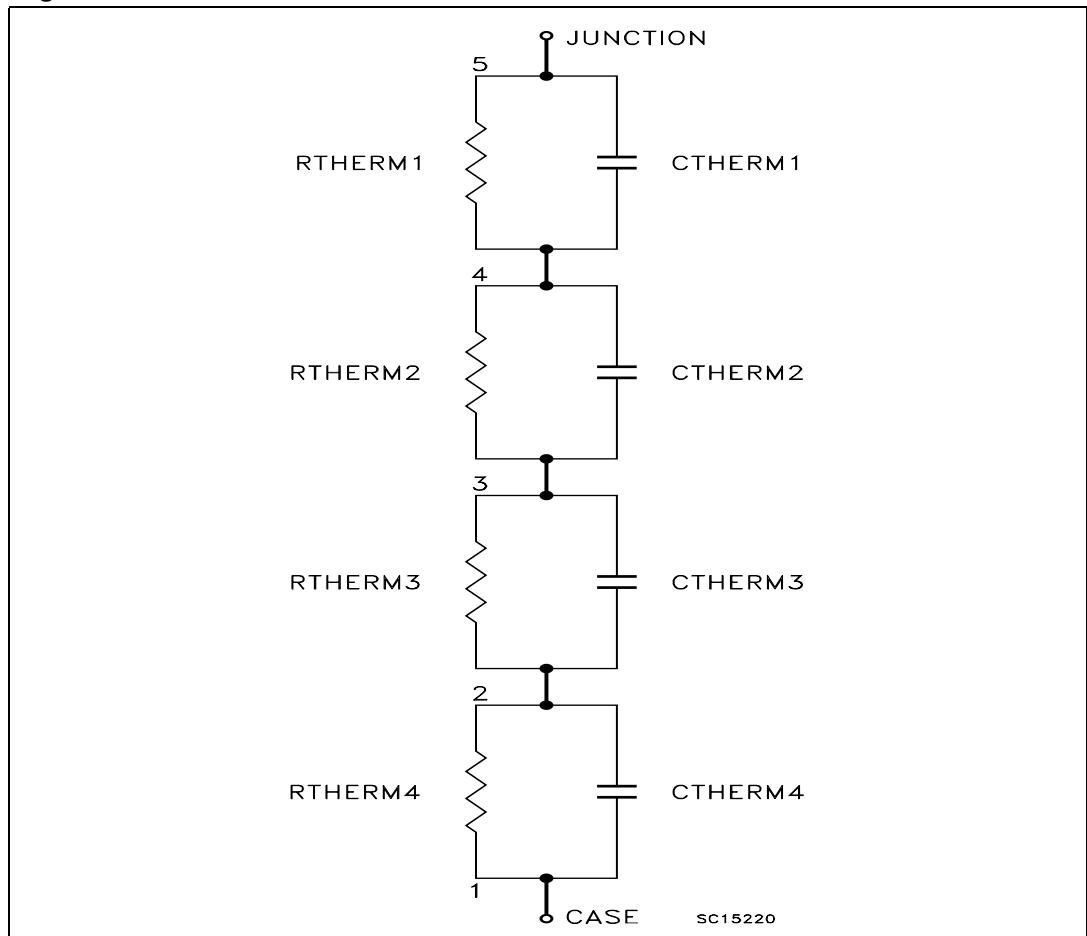 JUNCTION
5
RTHERM1 CTHERM1
4
RTHERM2 CTHERM2
3
RTHERM3 CTHERM3
2
RTHERM4 CTHERM4
1
CASE SC15220